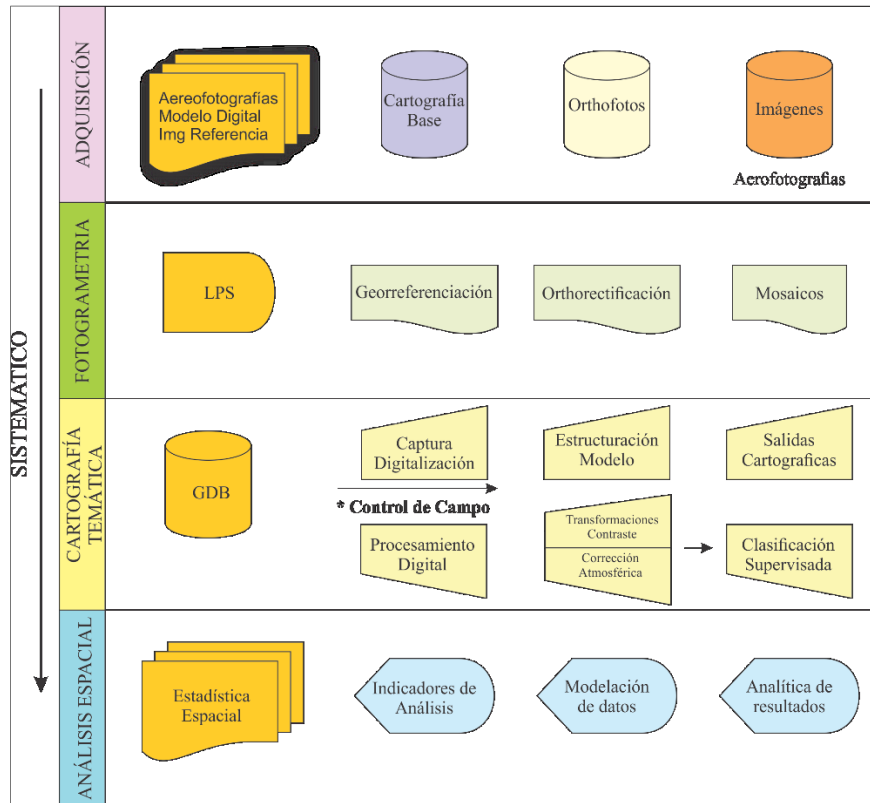 SISTEMATICO
ADQUISICIÓN
Aereofotografías
Modelo Digital
Img Referencia
Cartografía
Base
Orthofotos
Imágenes
Aerofotografias
FOTOGRAMETRIA
LPS
Georreferenciación
Orthorectificación
Mosaicos
CARTOGRAFÍA
TEMÁTICA
GDB
Captura
Digitalización
Estructuración
Modelo
Salidas
Cartograficas
* Control de Campo
Procesamiento
Digital
Transformaciones
Contraste
Corrección
Atmosférica
Clasificación
Supervisada
ANÁLISIS ESPACIAL
Estadística
Espacial
Indicadores de
Análisis
Modelación
de datos
Analítica de
resultados